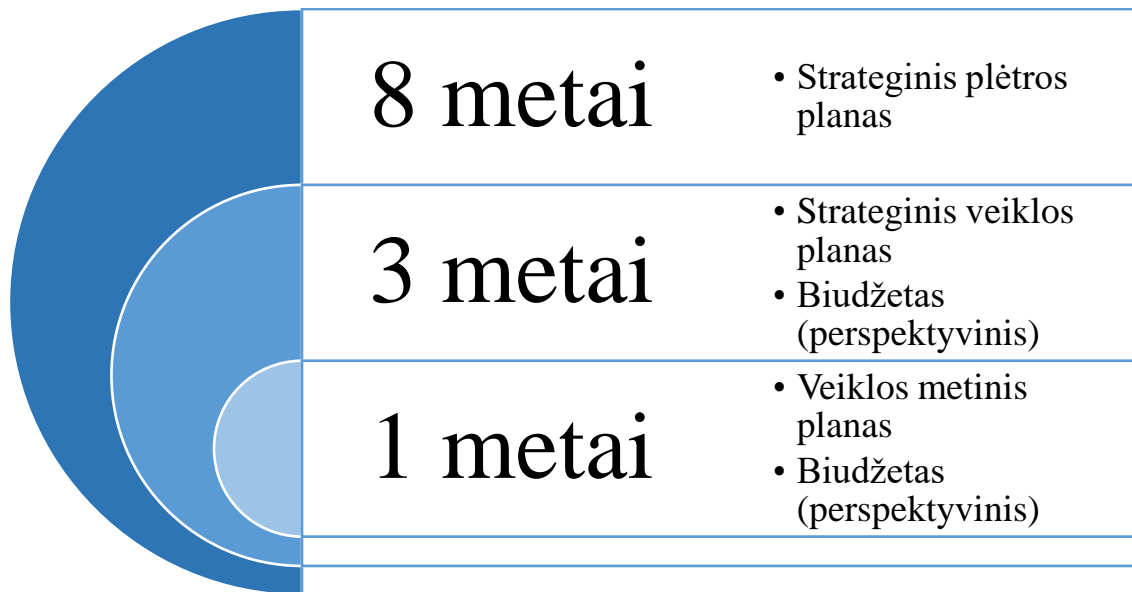 8 metai
• Strateginis plėtros
planas
3 metai
• Strateginis veiklos
planas
• Biudžetas
(perspektyvinis)
1 metai
• Veiklos metinis
planas
• Biudžetas
(perspektyvinis)